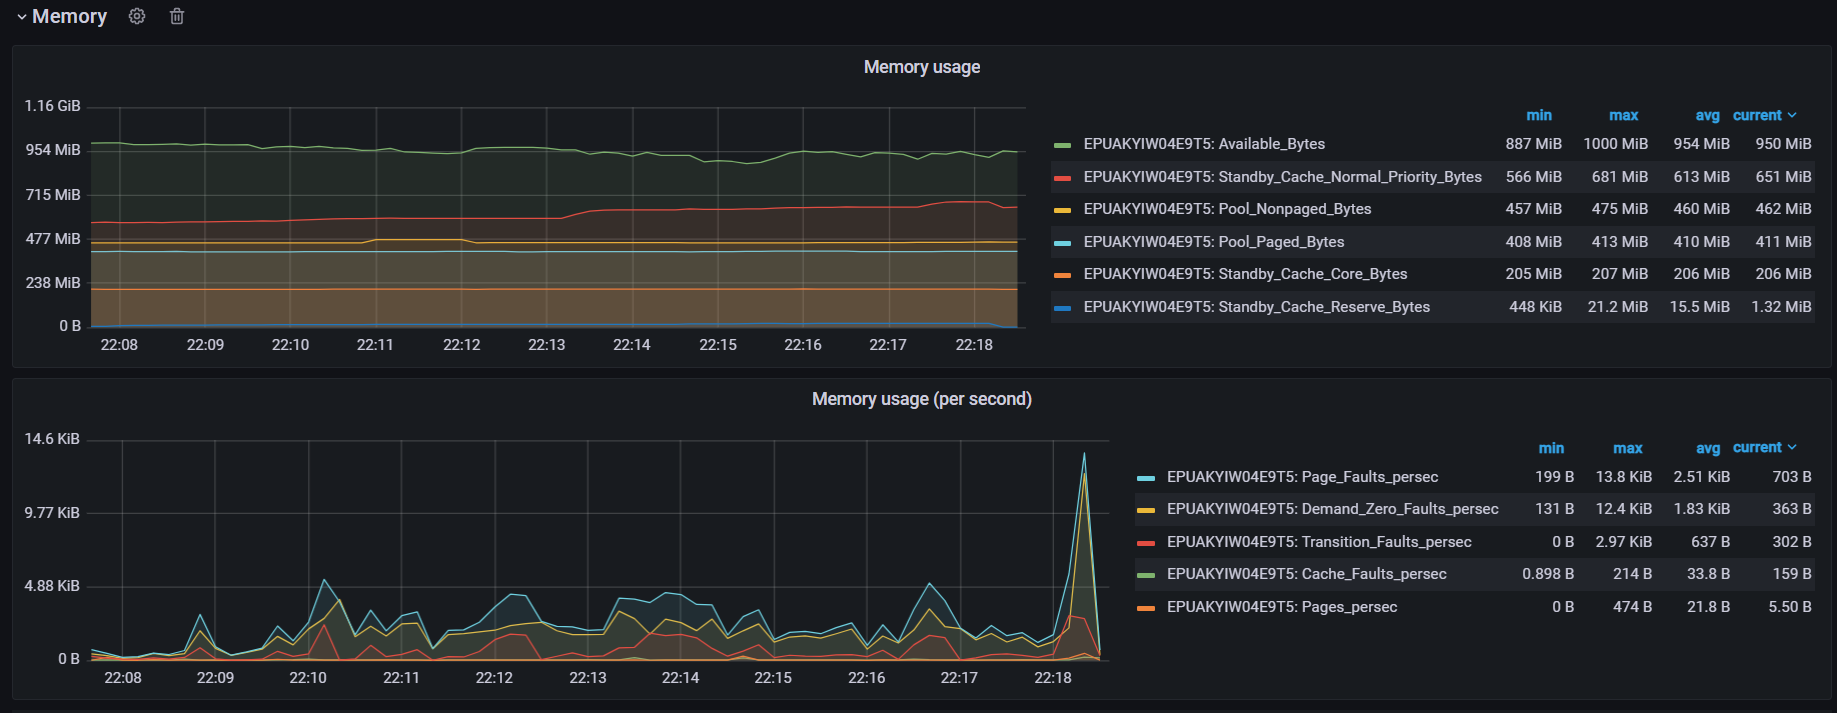 Memory
Memory usage
1.16 GiB
954 MiB
715 MiB
477 MiB
238 MiB
0 B
22:08 22:09 22:10 22:11 22:12 22:13 22:14 22:15 22:16 22:17 22:18
min max avg current
EPUAKYIW04E9T5: Available_Bytes 887 MiB 1000 MiB 954 MiB 950 MiB
EPUAKYIW04E9T5: Standby_Cache_Normal_Priority_Bytes 566 MiB 681 MiB 613 MiB 651 MiB
EPUAKYIW04E9T5: Pool_Nonpaged_Bytes 457 MiB 475 MiB 460 MiB 462 MiB
EPUAKYIW04E9T5: Pool_Paged_Bytes 408 MiB 413 MiB 410 MiB 411 MiB
EPUAKYIW04E9T5: Standby_Cache_Core_Bytes 205 MiB 207 MiB 206 MiB 206 MiB
EPUAKYIW04E9T5: Standby_Cache_Reserve_Bytes 448 KiB 21.2 MiB 15.5 MiB 1.32 MiB
Memory usage (per second)
14.6 KiB
9.77 KiB
4.88 KiB
0 B
22:08 22:09 22:10 22:11 22:12 22:13 22:14 22:15 22:16 22:17 22:18
min max avg current
EPUAKYIW04E9T5: Page_Faults_persec 199 B 13.8 KiB 2.51 KiB 703 B
EPUAKYIW04E9T5: Demand_Zero_Faults_persec 131 B 12.4 KiB 1.83 KiB 363 B
EPUAKYIW04E9T5: Transition_Faults_persec 0 B 2.97 KiB 637 B 302 B
EPUAKYIW04E9T5: Cache_Faults_persec 0.898 B 214 B 33.8 B 159 B
EPUAKYIW04E9T5: Pages_persec 0 B 474 B 21.8 B 5.50 B